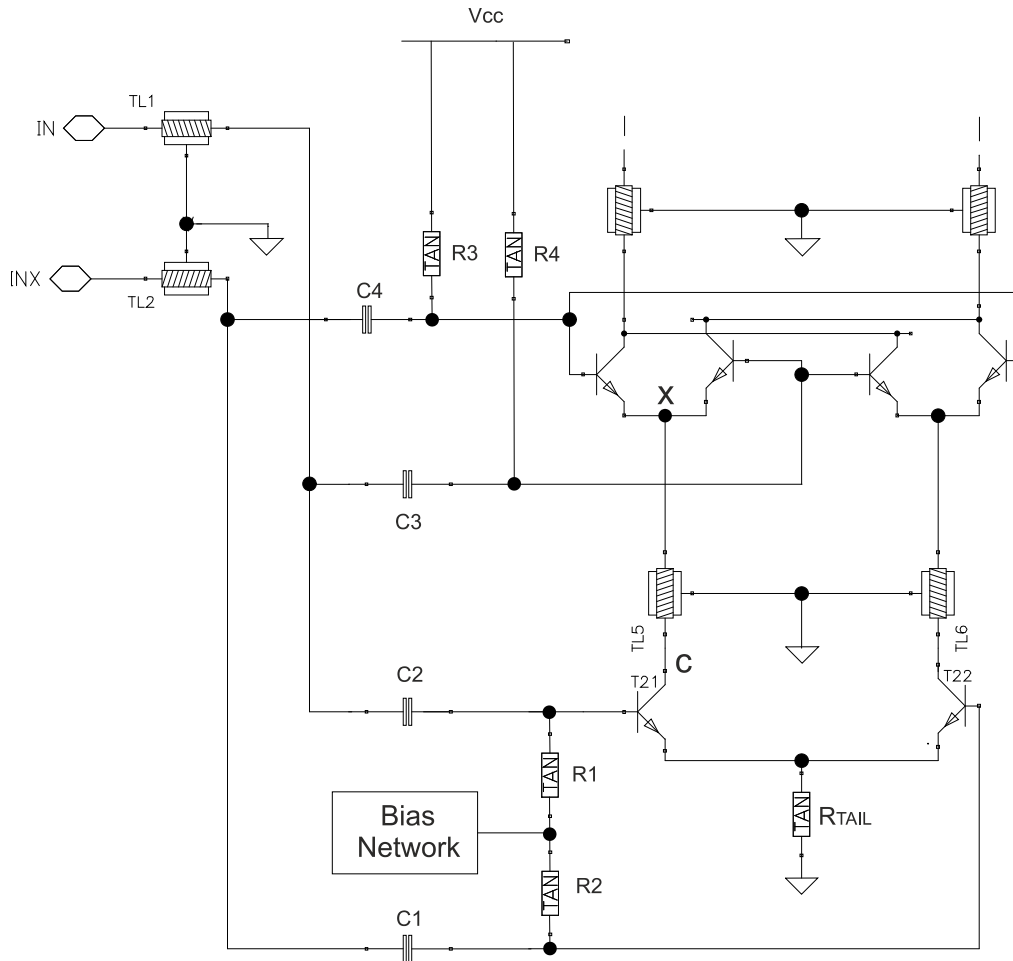 Vcc
TL1
IN
INX
TL2
TAN
R3
TAN
R4
C4
X
C3
TL5
TL6
C
C2
T21
T22
TAN
R1
Bias
Network
TAN
RTAIL
TAN
R2
C1